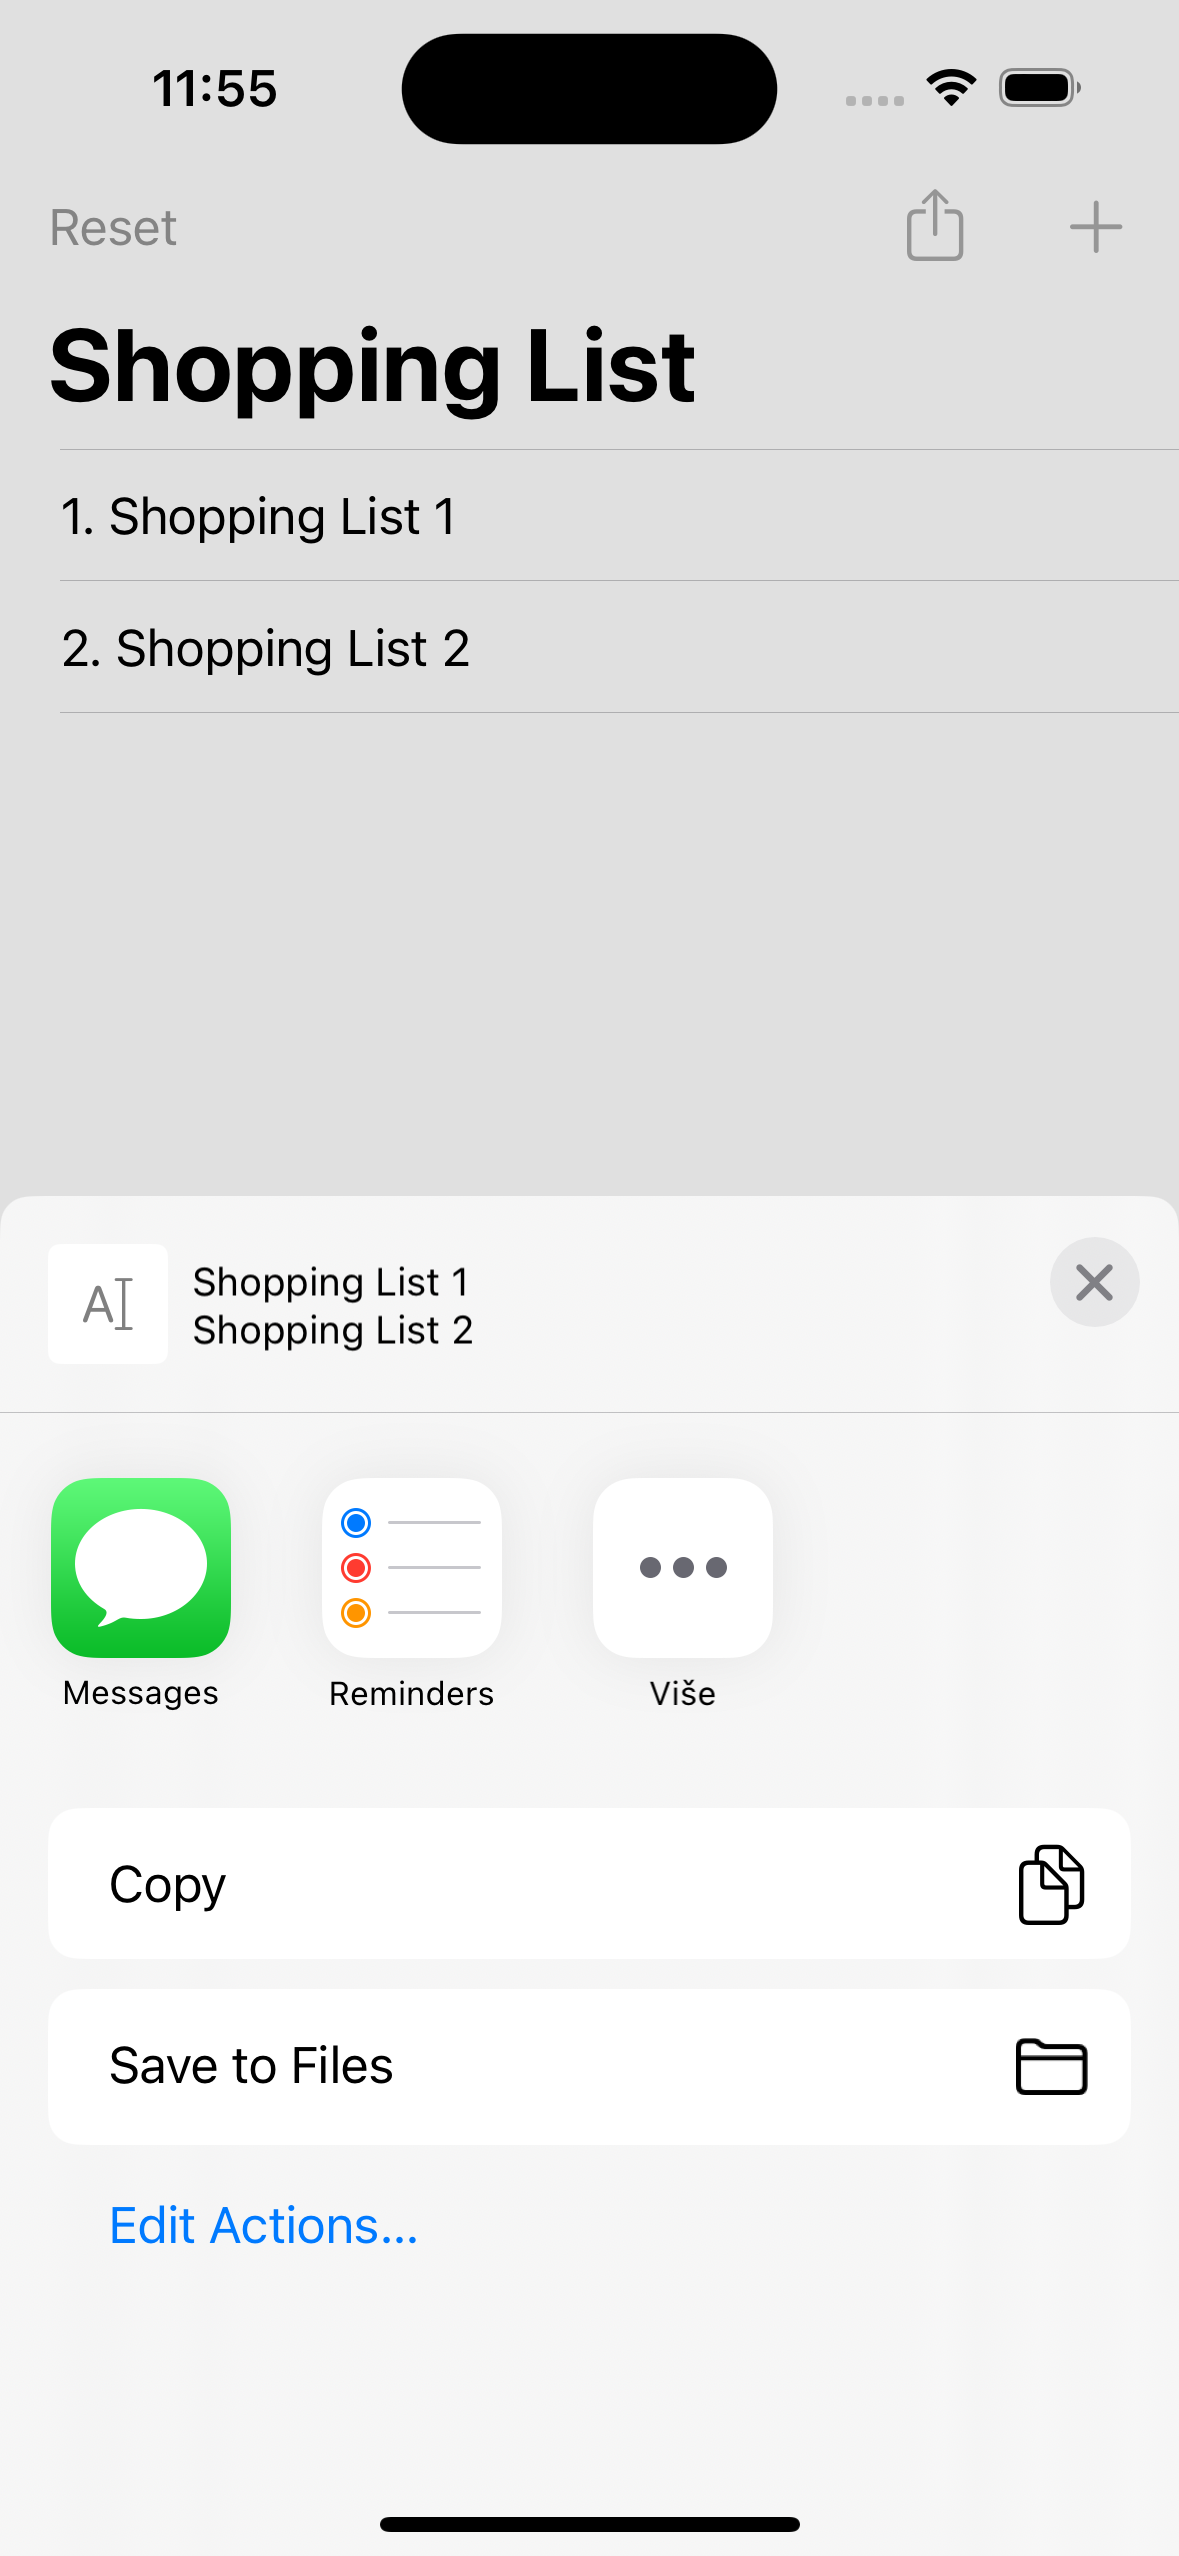 11:55
Reset
Shopping List
1. Shopping List 1
2. Shopping List 2
Shopping List 1
Shopping List 2
Messages
Reminders
Više
Copy
Save to Files
Edit Actions...